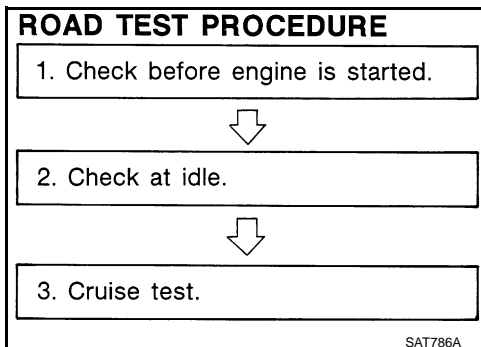 ROAD TEST PROCEDURE
1. Check before engine is started.
2. Check at idle.
3. Cruise test.
SAT786A